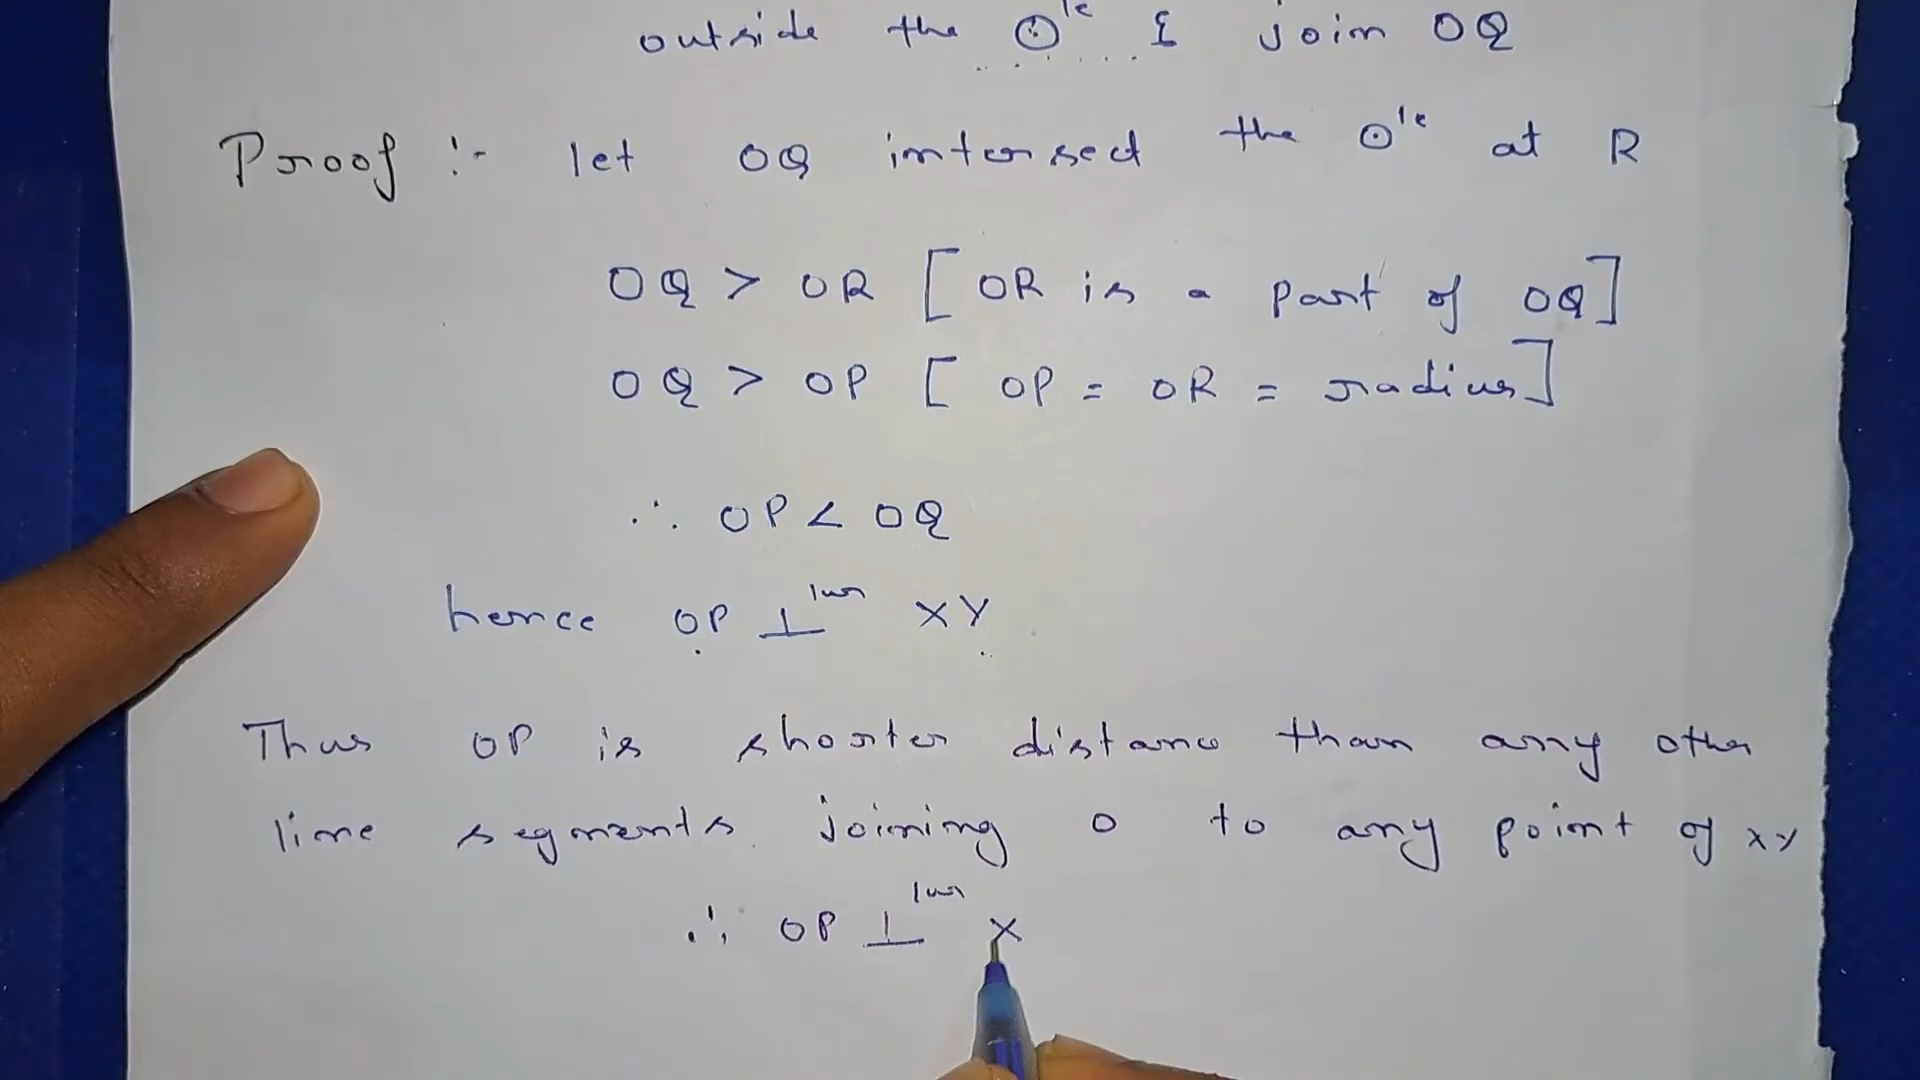 outside the ⊙le & join OQ
Proof :- let OQ intersect the ⊙le at R
OQ > OR [ OR is a part of OQ]
OQ > OP [ OP = OR = radius]
∴ OP < OQ
hence OP ⊥lar XY
Thus OP is shorter distance than any other
line segments joining O to any point of XY
∴ OP ⊥lar X